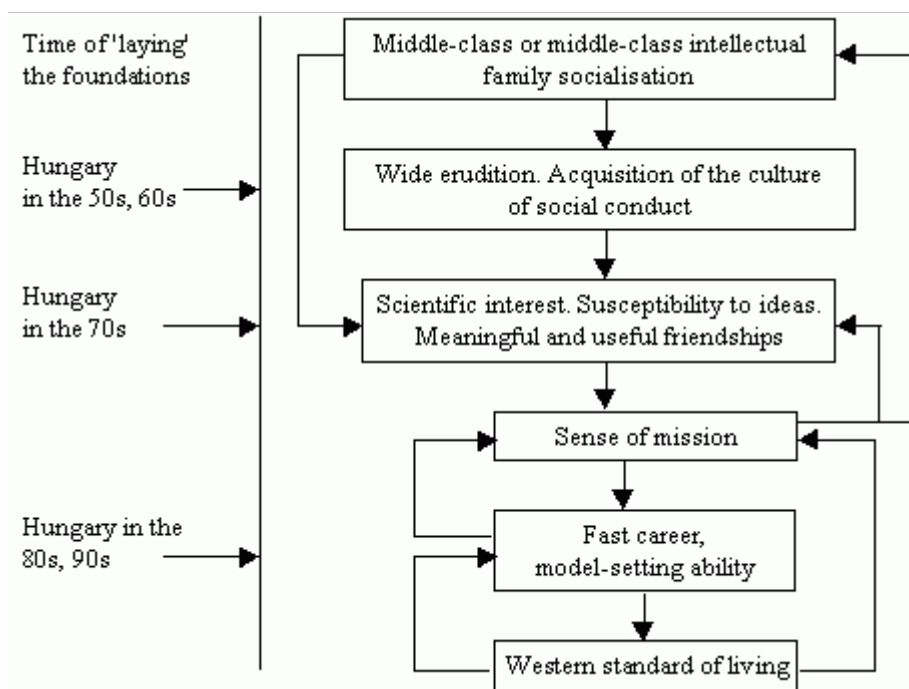 Time of 'laying'
the foundations
Middle-class or middle-class intellectual
family socialisation
Hungary
in the 50s, 60s
Wide erudition. Acquisition of the culture
of social conduct
Hungary
in the 70s
Scientific interest. Susceptibility to ideas.
Meaningful and useful friendships
Sense of mission
Hungary in the
80s, 90s
Fast career,
model-setting ability
Western standard of living